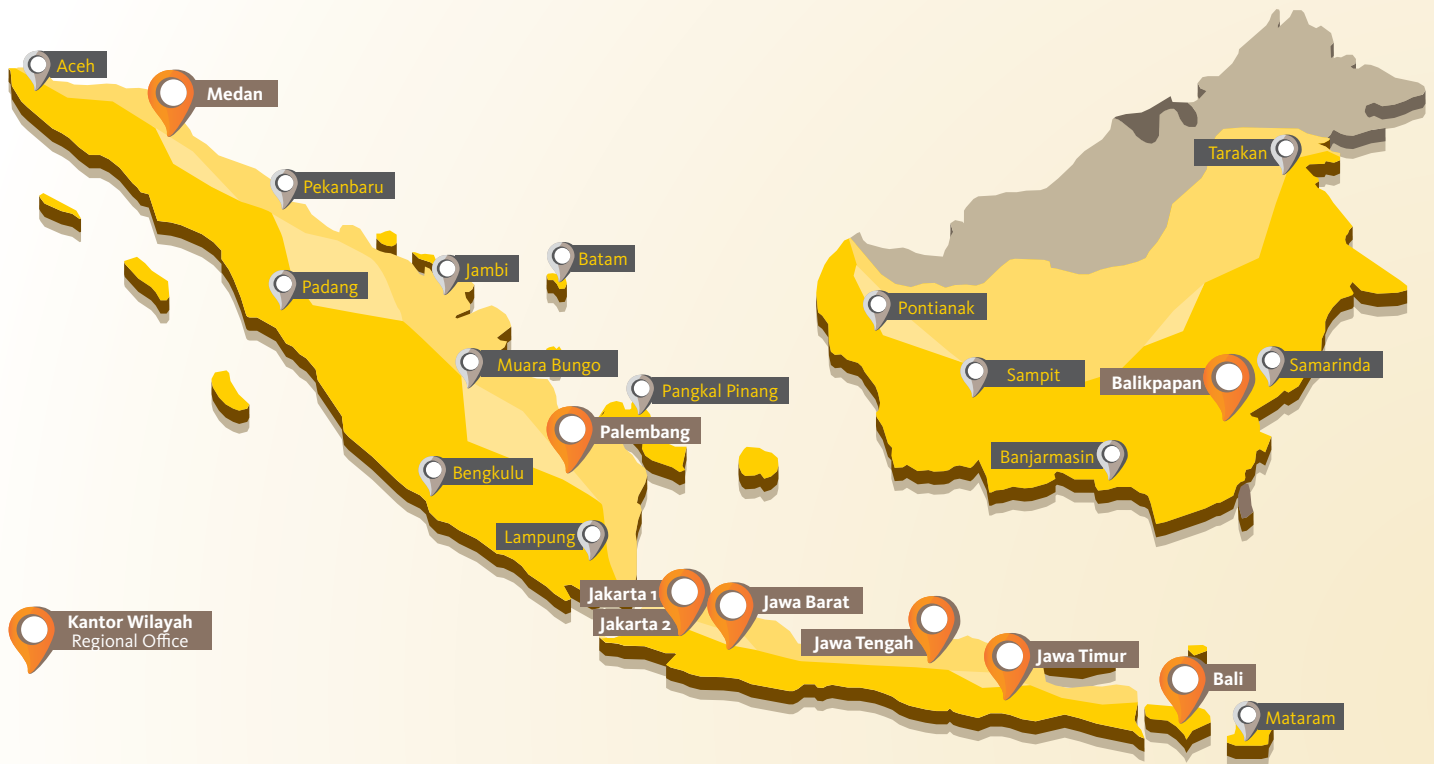 Aceh
Medan
Pekanbaru
Padang
Jambi
Batam
Muara Bungo
Pangkal Pinang
Palembang
Bengkulu
Lampung
Tarakan
Pontianak
Sampit
Samarinda
Balikpapan
Banjarmasin
Jakarta 1
Jakarta 2
Jawa Barat
Jawa Tengah
Jawa Timur
Bali
Mataram
Kantor Wilayah
Regional Office